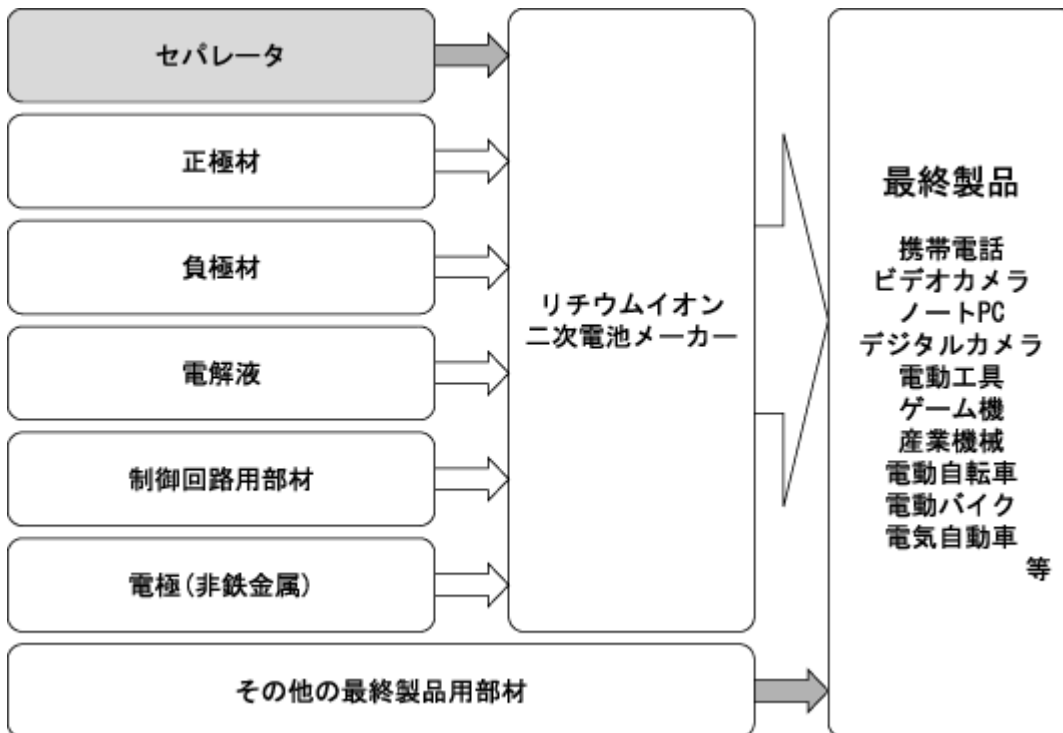 セパレータ
正極材
負極材
電解液
制御回路用部材
電極(非鉄金属)
その他の最終製品用部材
リチウムイオン
二次電池メーカー
最終製品
携帯電話
ビデオカメラ
ノートPC
デジタルカメラ
電動工具
ゲーム機
産業機械
電動自転車
電動バイク
電気自動車
等